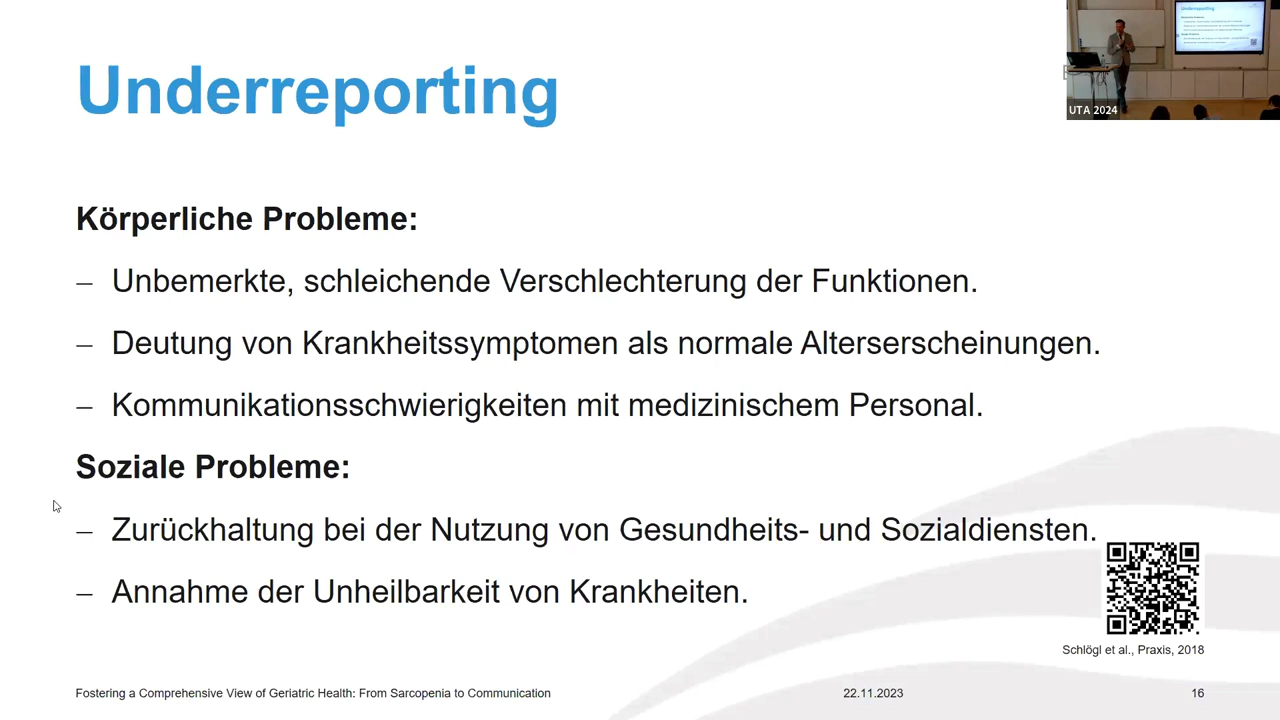 Underreporting
UTA 2024
Körperliche Probleme:
– Unbemerkte, schleichende Verschlechterung der Funktionen.
– Deutung von Krankheitssymptomen als normale Alterserscheinungen.
– Kommunikationsschwierigkeiten mit medizinischem Personal.
Soziale Probleme:
– Zurückhaltung bei der Nutzung von Gesundheits- und Sozialdiensten.
– Annahme der Unheilbarkeit von Krankheiten.
Schlögl et al., Praxis, 2018
Fostering a Comprehensive View of Geriatric Health: From Sarcopenia to Communication
22.11.2023
16